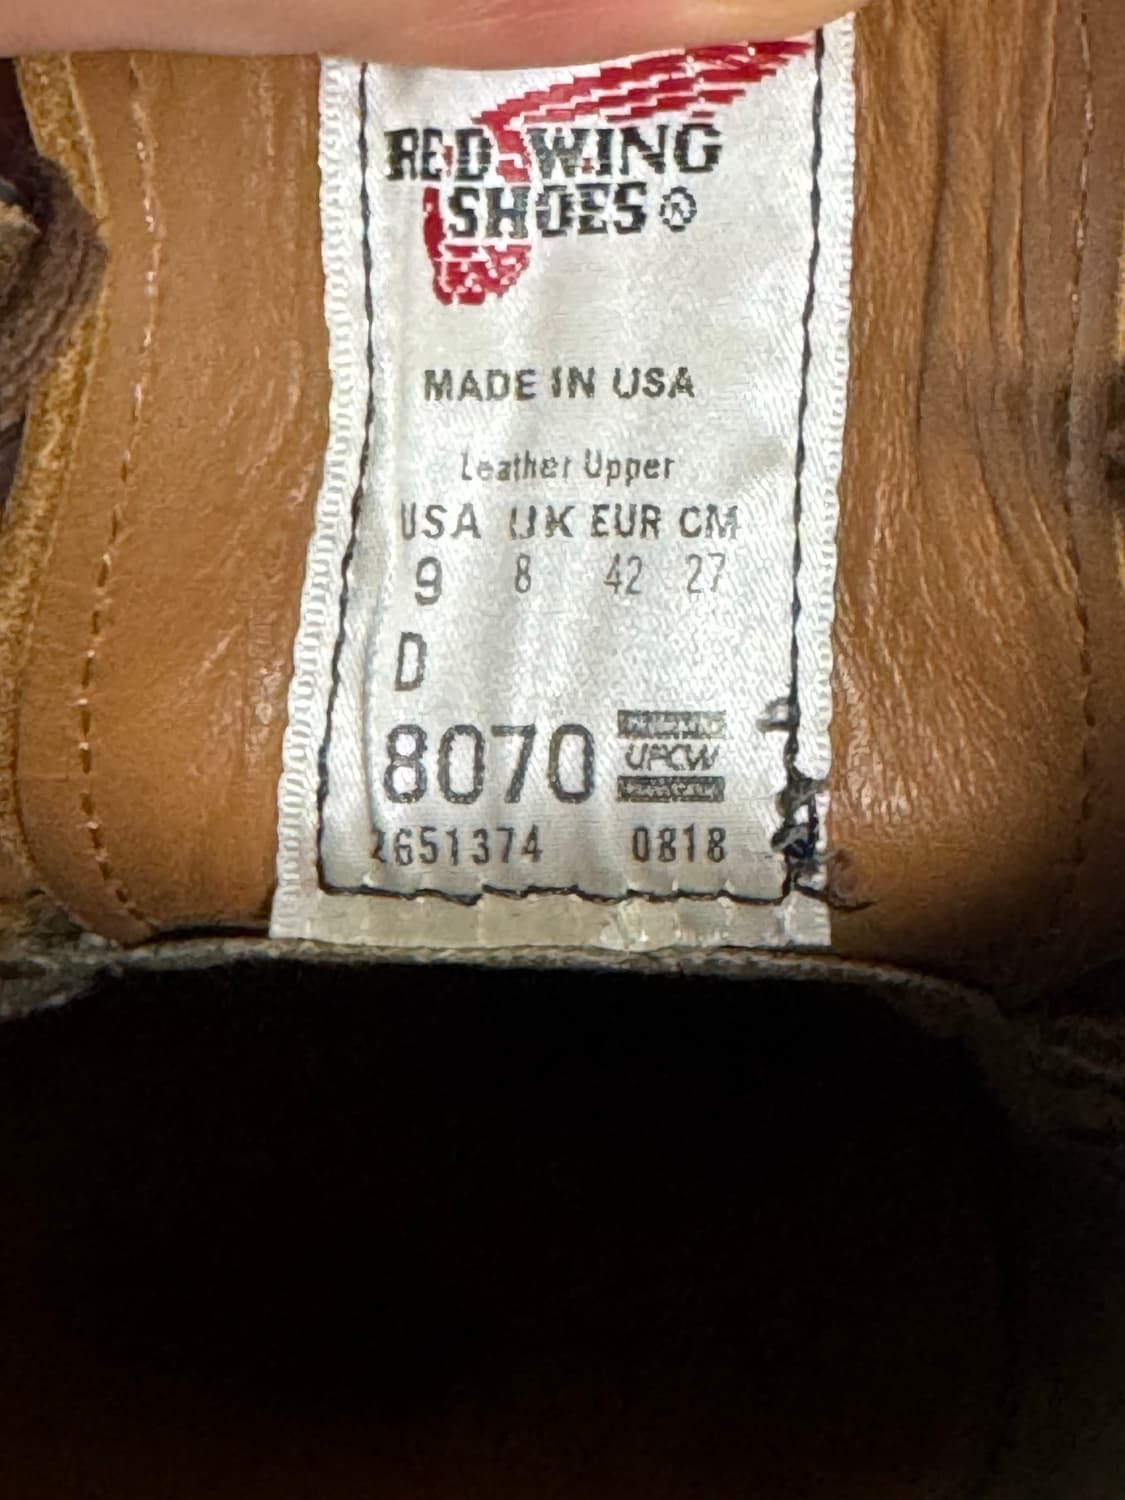 RED WING
SHOES®
MADE IN USA
Leather Upper
USA UK EUR CM
9 8 42 27
D
8070
UFCW
2651374 0818